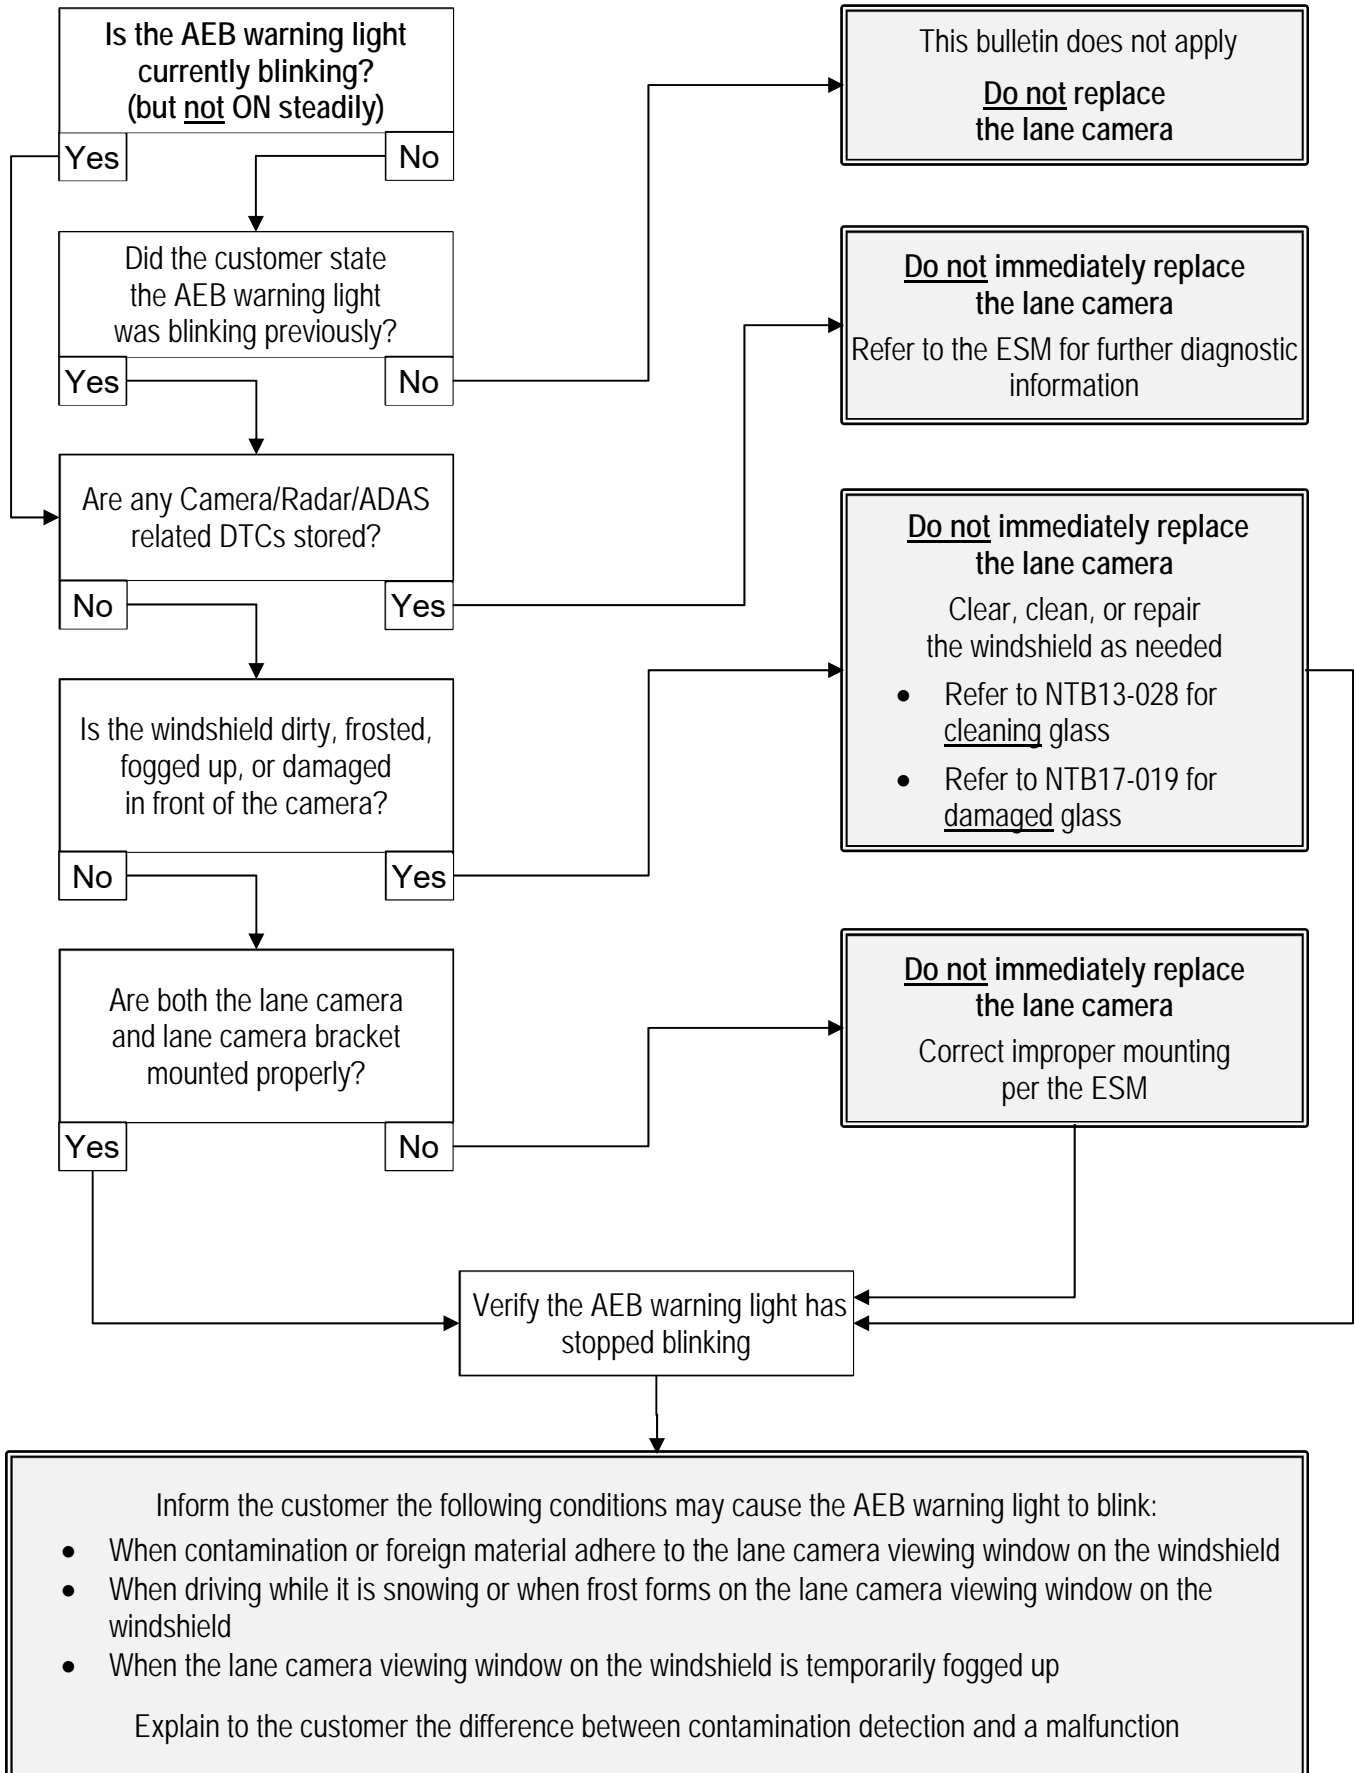 Is the AEB warning light
currently blinking?
(but not ON steadily)
Yes
No
This bulletin does not apply
Do not replace
the lane camera
Did the customer state
the AEB warning light
was blinking previously?
Yes
No
Do not immediately replace
the lane camera
Refer to the ESM for further diagnostic
information
Are any Camera/Radar/ADAS
related DTCs stored?
No
Yes
Do not immediately replace
the lane camera
Clear, clean, or repair
the windshield as needed
• Refer to NTB13-028 for
cleaning glass
• Refer to NTB17-019 for
damaged glass
Is the windshield dirty, frosted,
fogged up, or damaged
in front of the camera?
No
Yes
Are both the lane camera
and lane camera bracket
mounted properly?
Yes
No
Do not immediately replace
the lane camera
Correct improper mounting
per the ESM
Verify the AEB warning light has
stopped blinking
Inform the customer the following conditions may cause the AEB warning light to blink:
• When contamination or foreign material adhere to the lane camera viewing window on the windshield
• When driving while it is snowing or when frost forms on the lane camera viewing window on the
windshield
• When the lane camera viewing window on the windshield is temporarily fogged up
Explain to the customer the difference between contamination detection and a malfunction